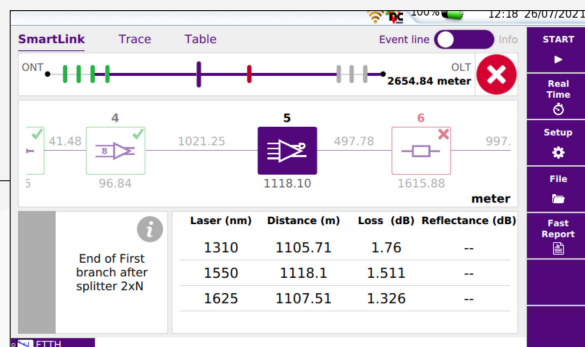 100%
12:18 26/07/2021
SmartLink Trace Table Event line Info
START
ONT
OLT
2654.84 meter
Real
Time
Setup
File
Fast
Report
4 5 6
41.48 8 1021.25 497.78 997.
96.84 1118.10 1615.88
meter
i
End of First
branch after
splitter 2xN
Laser (nm) Distance (m) Loss (dB) Reflectance (dB)
1310 1105.71 1.76 --
1550 1118.1 1.511 --
1625 1107.51 1.326 --
FTTH